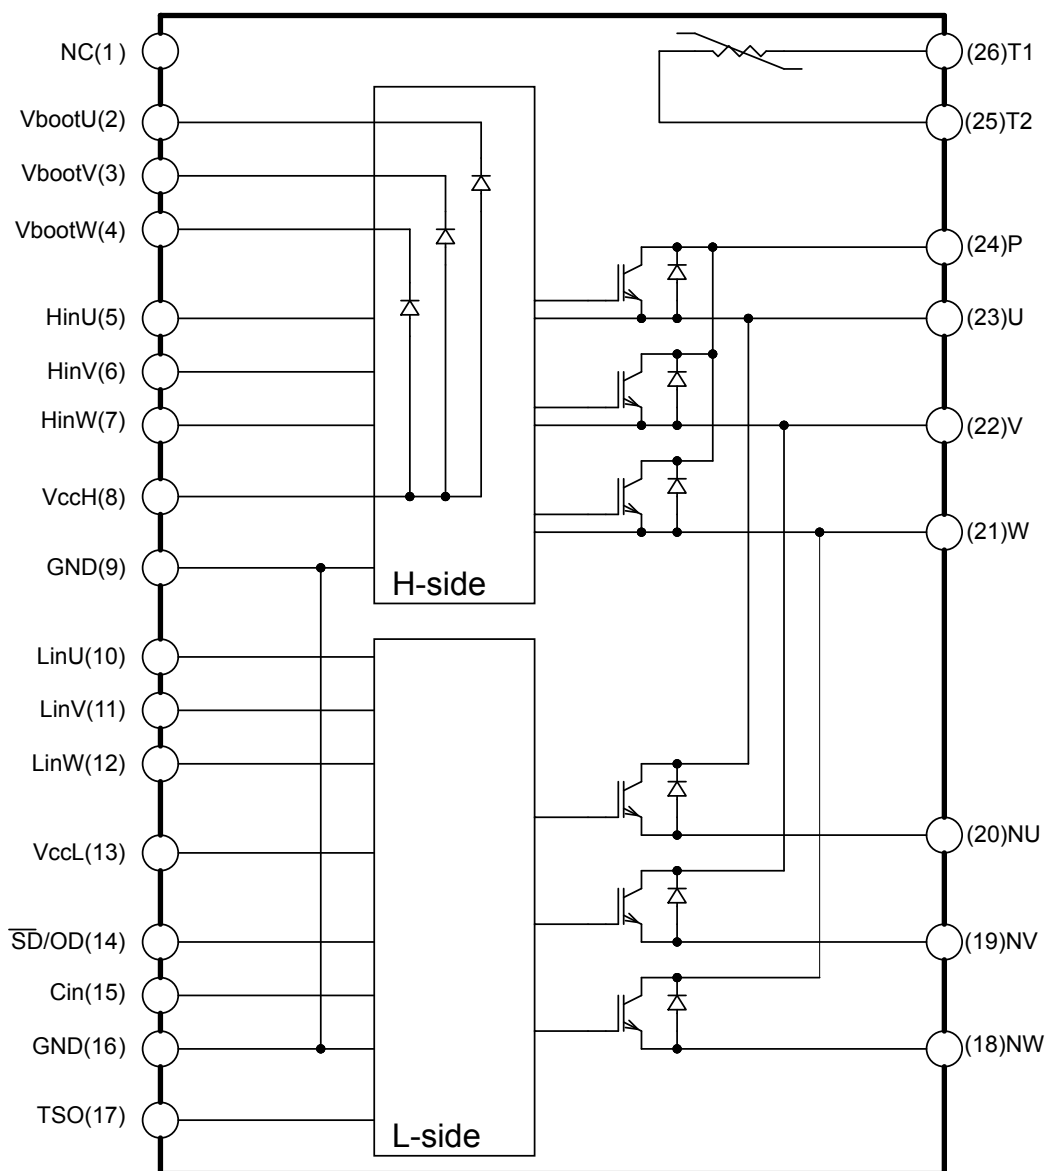 NC(1)
VbootU(2)
VbootV(3)
VbootW(4)
HinU(5)
HinV(6)
HinW(7)
VccH(8)
GND(9)
LinU(10)
LinV(11)
LinW(12)
VccL(13)
S̅D̅/OD(14)
Cin(15)
GND(16)
TSO(17)
H-side
L-side
(26)T1
(25)T2
(24)P
(23)U
(22)V
(21)W
(20)NU
(19)NV
(18)NW